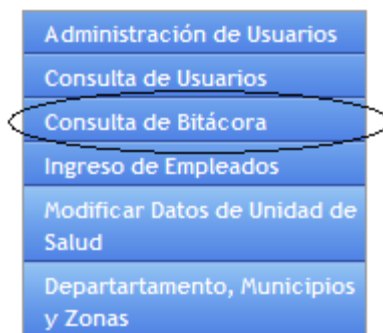 Administración de Usuarios
Consulta de Usuarios
Consulta de Bitácora
Ingreso de Empleados
Modificar Datos de Unidad de
Salud
Departartamento, Municipios
y Zonas